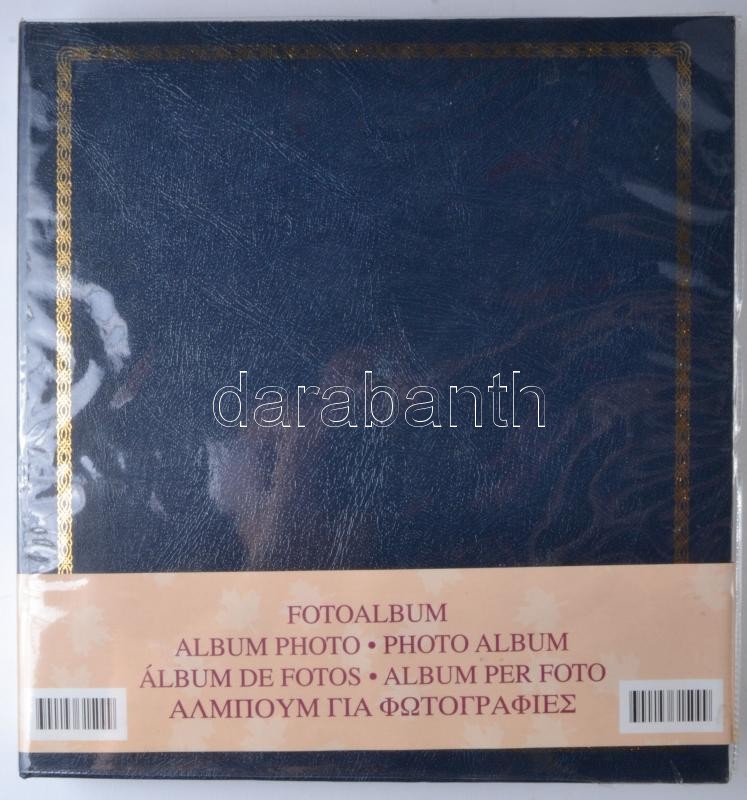 darabanth
FOTOALBUM
ALBUM PHOTO • PHOTO ALBUM
ÁLBUM DE FOTOS • ALBUM PER FOTO
ΑΛΜΠΟΥΜ ΓΙΑ ΦΩΤΟΓΡΑΦΙΕΣ